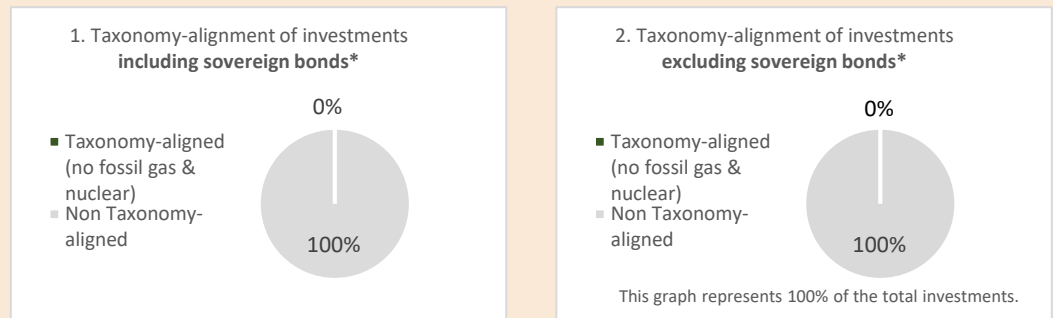 1. Taxonomy-alignment of investments
including sovereign bonds*
0%
Taxonomy-aligned
(no fossil gas &
nuclear)
Non Taxonomy-
aligned
100%
2. Taxonomy-alignment of investments
excluding sovereign bonds*
0%
Taxonomy-aligned
(no fossil gas &
nuclear)
Non Taxonomy-
aligned
100%
This graph represents 100% of the total investments.